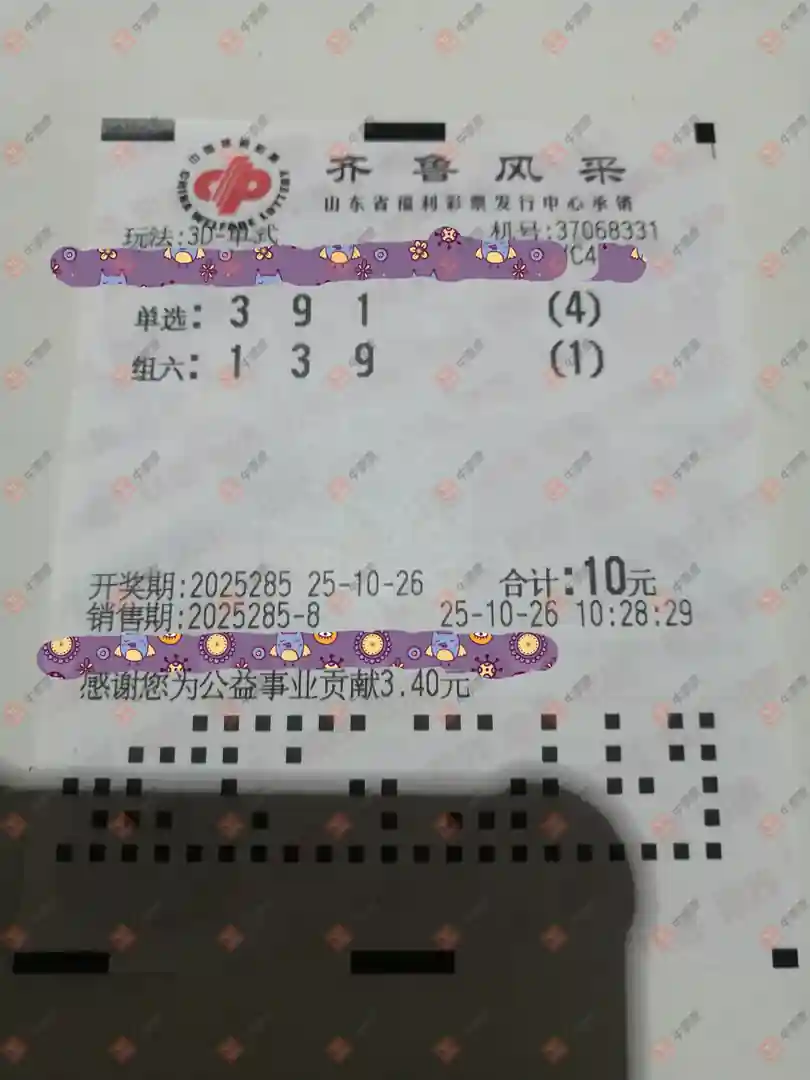 齐鲁风采
山东省福利彩票发行中心承销
玩法:3D-单式 机号:37068331
C4
单选: 3 9 1 (4)
组六: 1 3 9 (1)
开奖期:2025285 25-10-26 合计:10元
销售期:2025285-8 25-10-26 10:28:29
感谢您为公益事业贡献3.40元